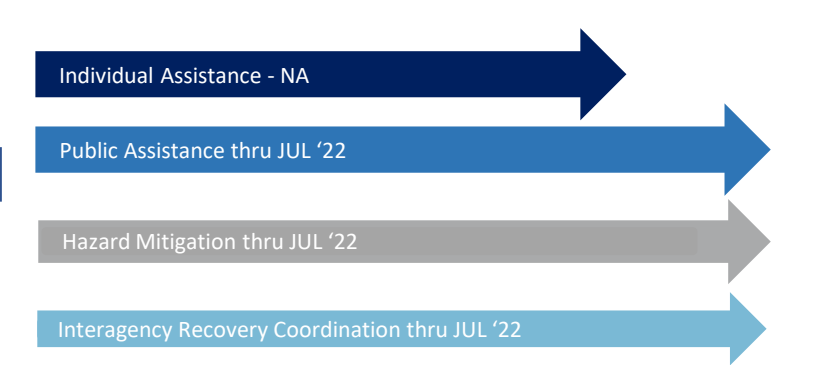 Individual Assistance - NA
Public Assistance thru JUL ‘22
Hazard Mitigation thru JUL ‘22
Interagency Recovery Coordination thru JUL ‘22